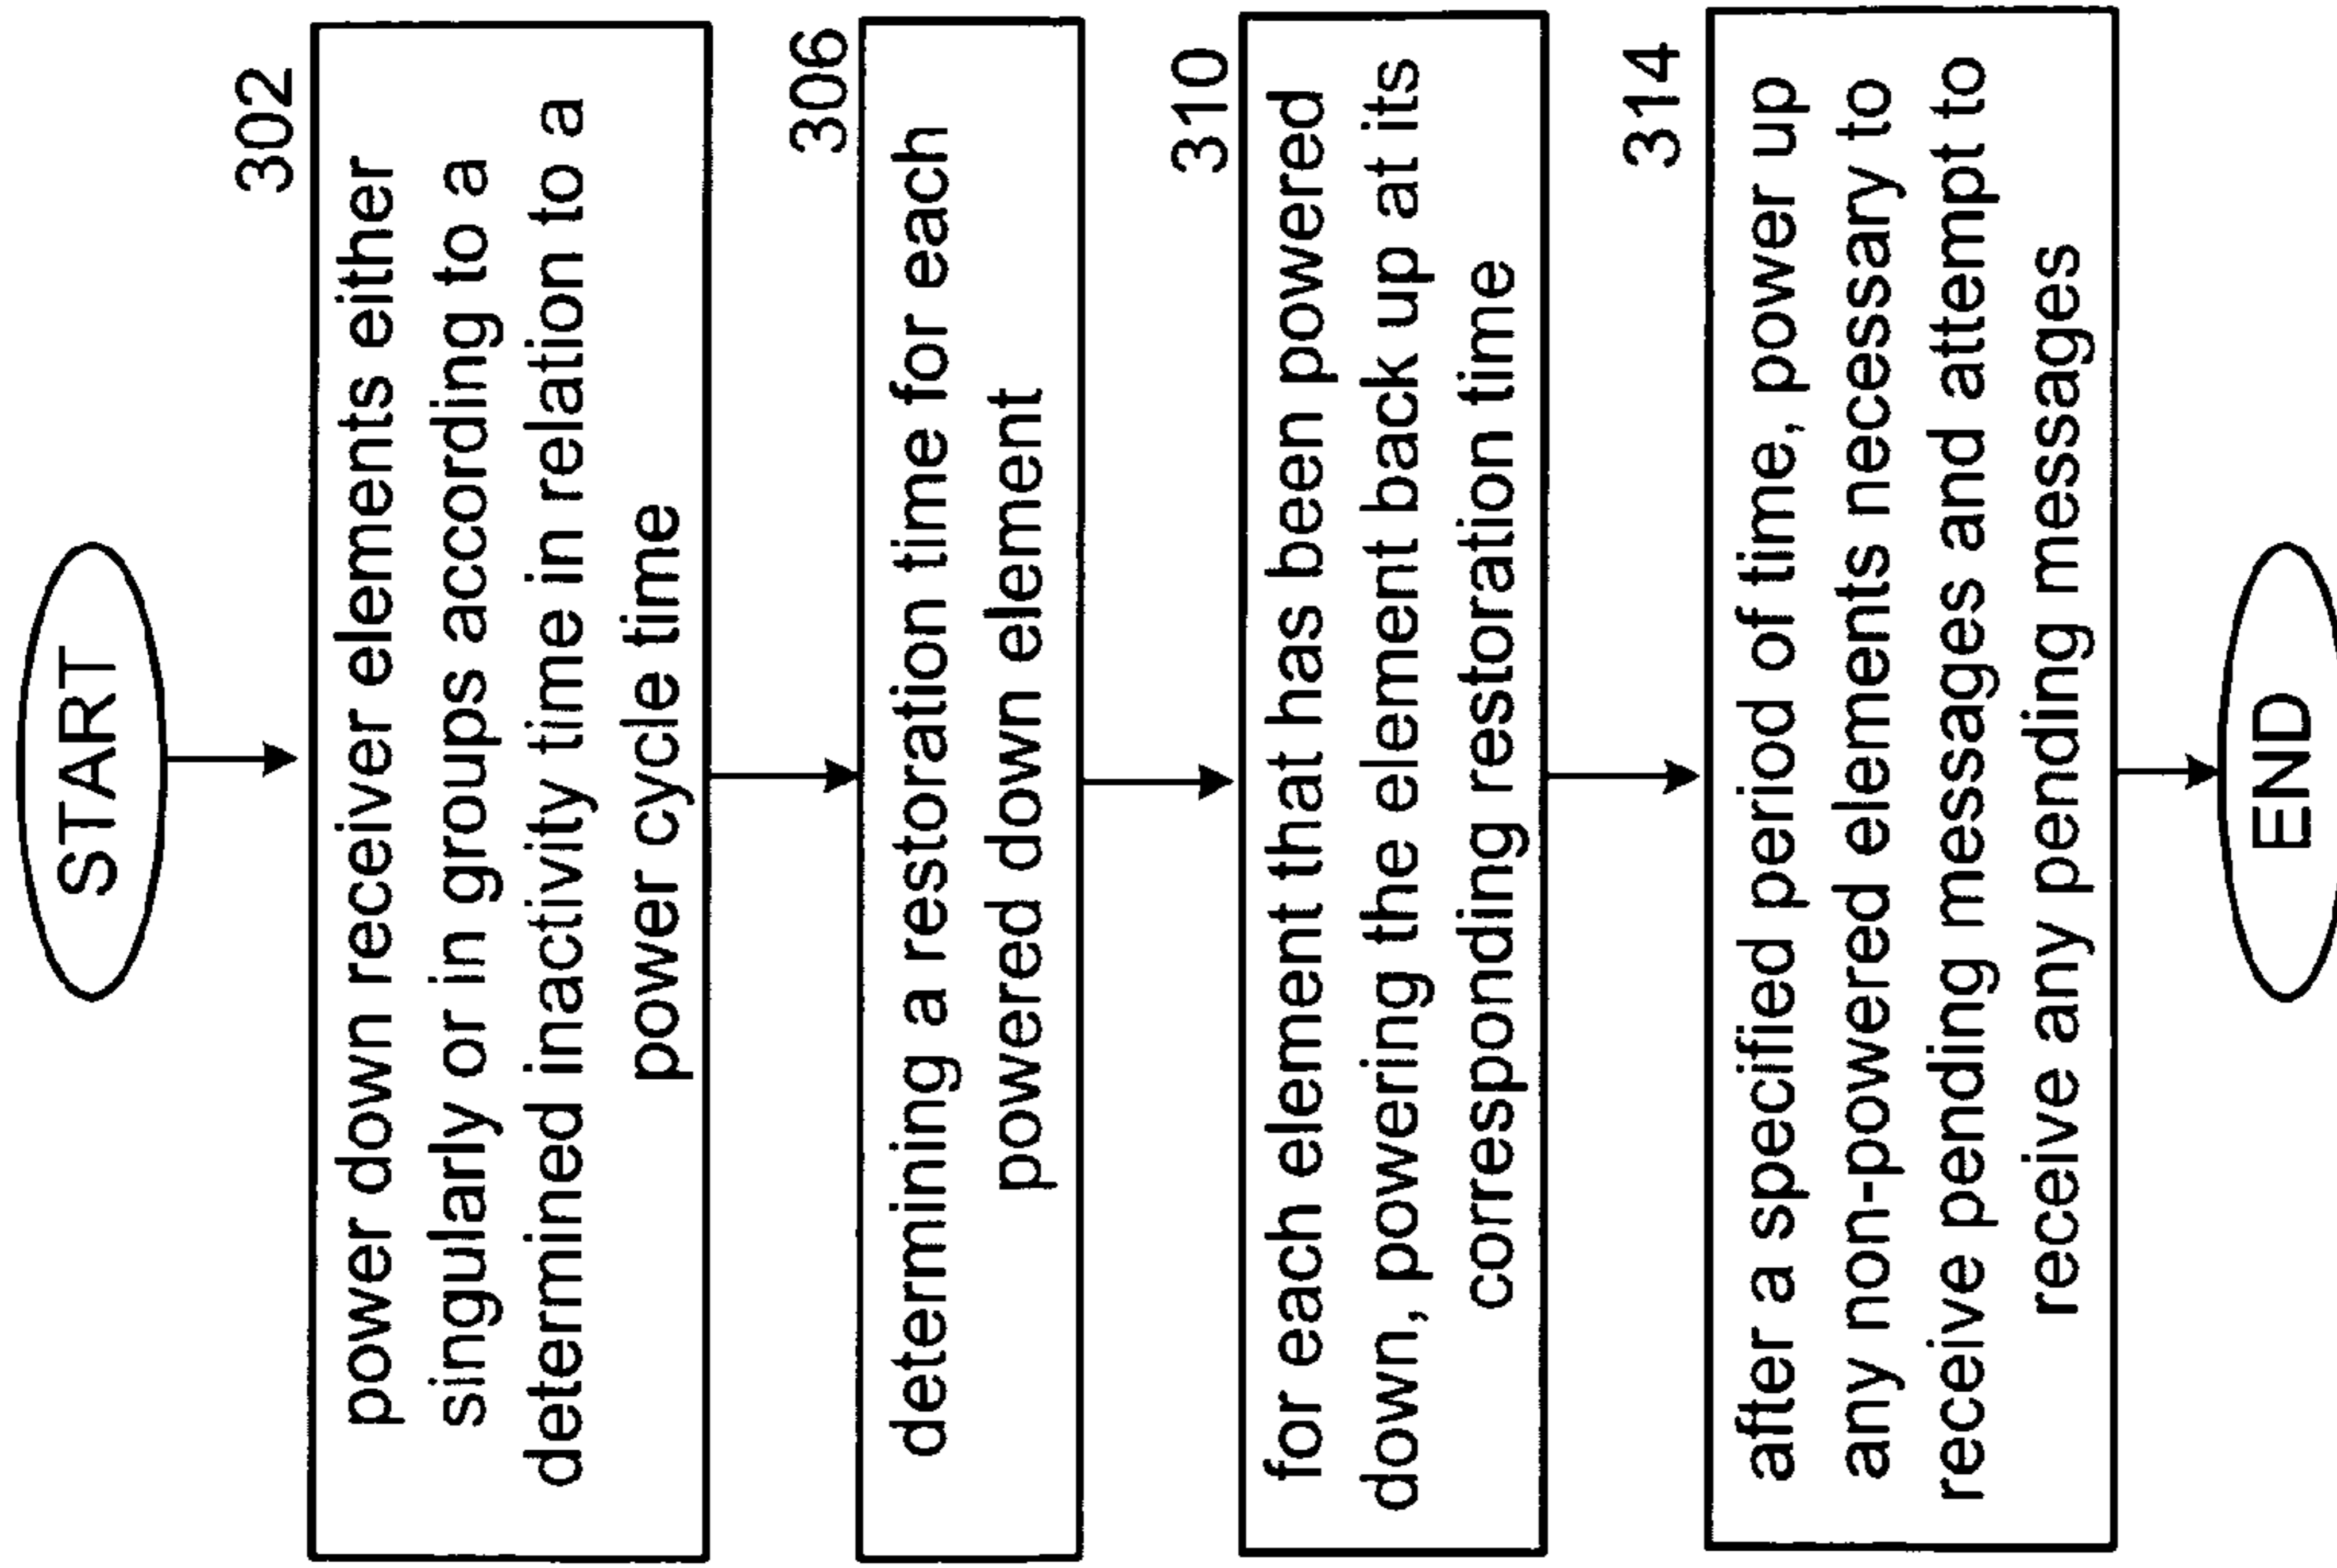 START
302
power down receiver elements either
singularly or in groups according to a
determined inactivity time in relation to a
power cycle time
306
determining a restoration time for each
powered down element
310
for each element that has been powered
down, powering the element back up at its
corresponding restoration time
314
after a specified period of time, power up
any non-powered elements necessary to
receive pending messages and attempt to
receive any pending messages
END